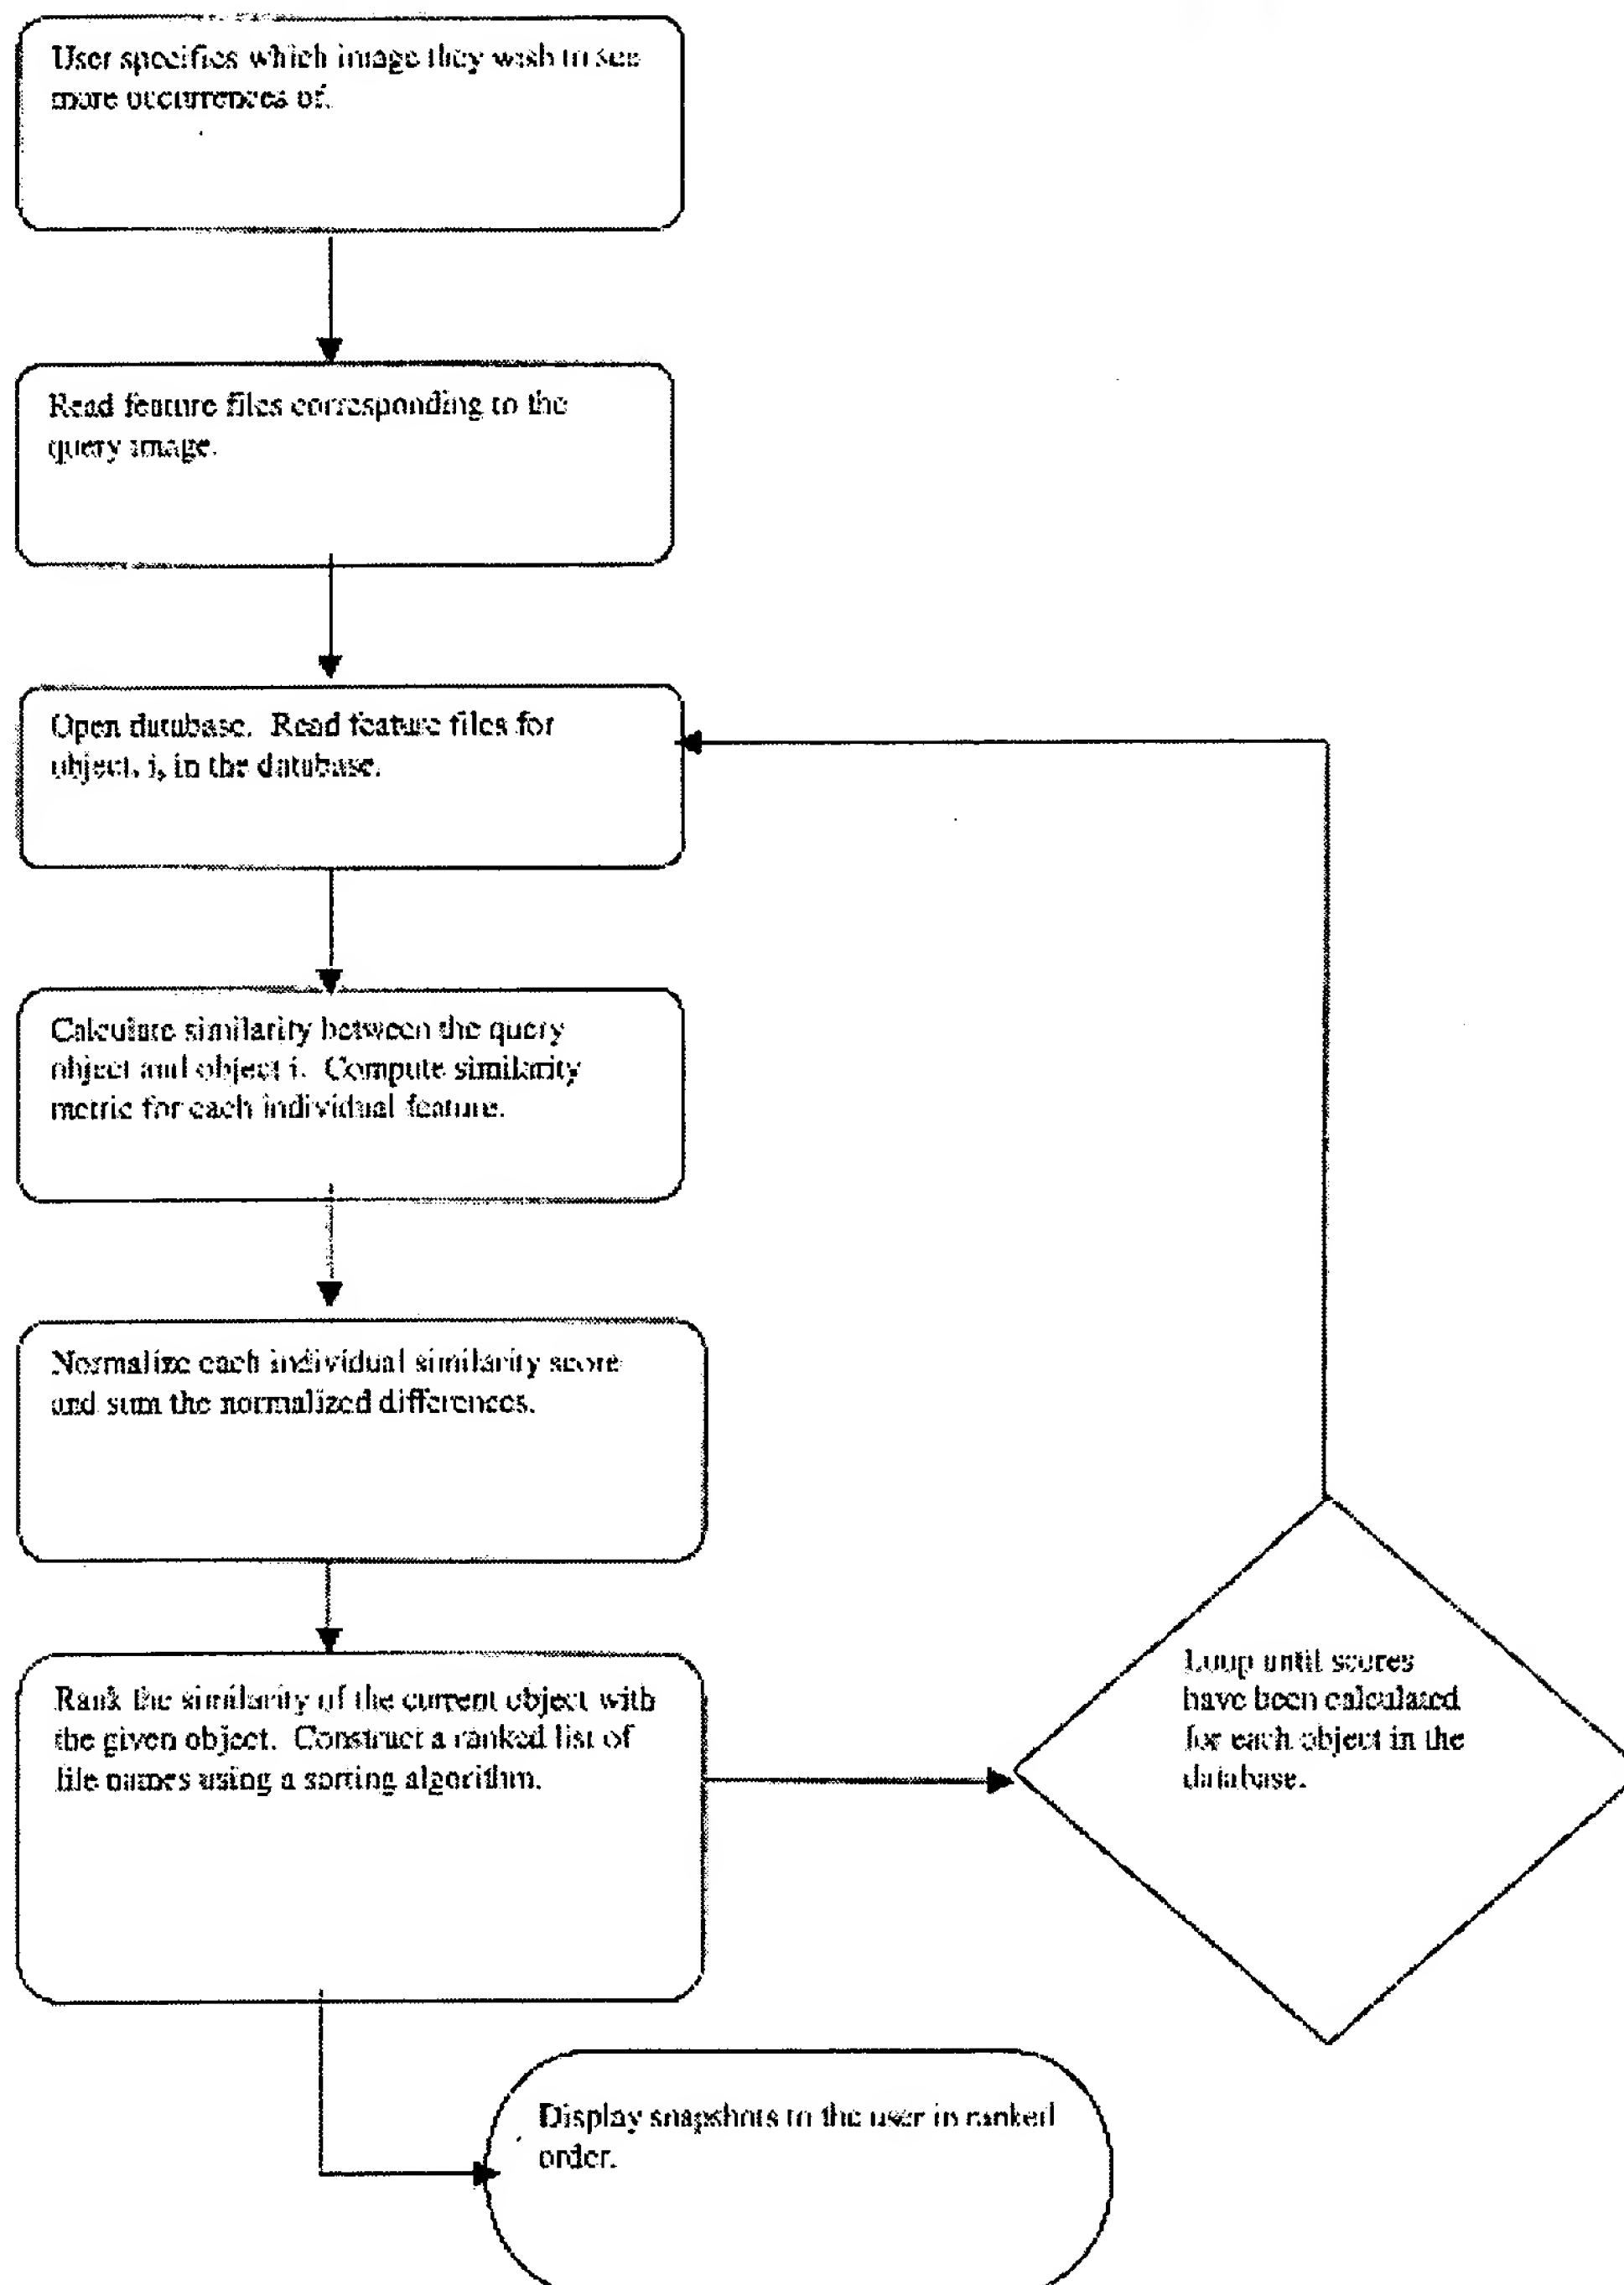 User specifies which image they wish to see
more occurrences of.
Read feature files corresponding to the
query image.
Open database. Read feature files for
object, i, in the database.
Calculate similarity between the query
object and object i. Compute similarity
metric for each individual feature.
Normalize each individual similarity score
and sum the normalized differences.
Rank the similarity of the current object with
the given object. Construct a ranked list of
file names using a sorting algorithm.
Loop until scores
have been calculated
for each object in the
database.
Display snapshots to the user in ranked
order.